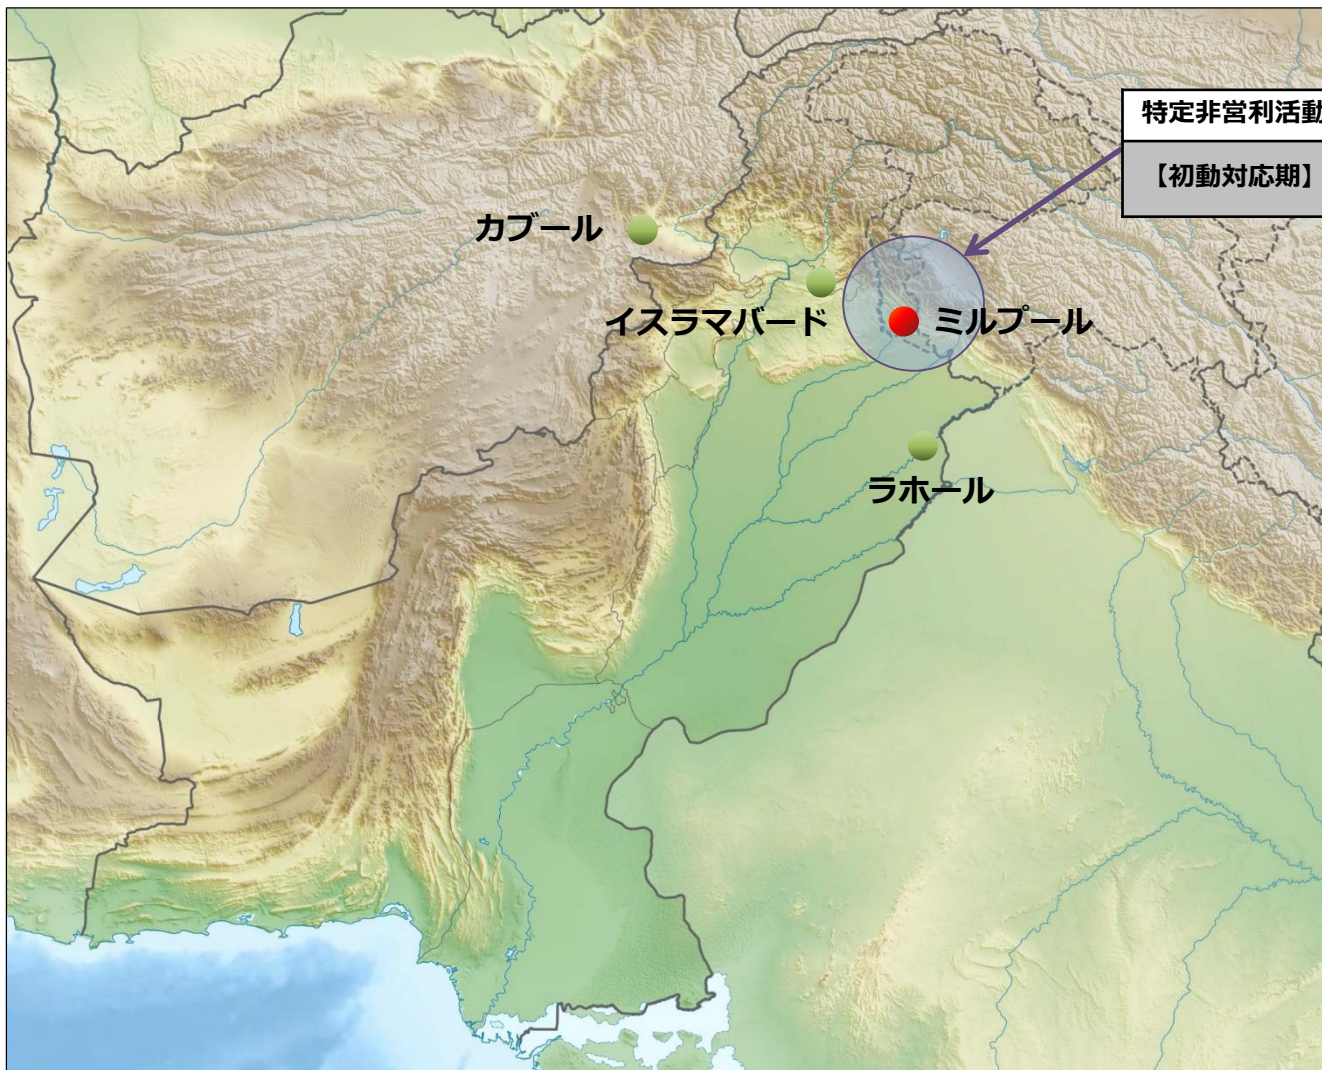 特定非営利活動
【初動対応期】
カブール
イスラマバード
ミルプール
ラホール